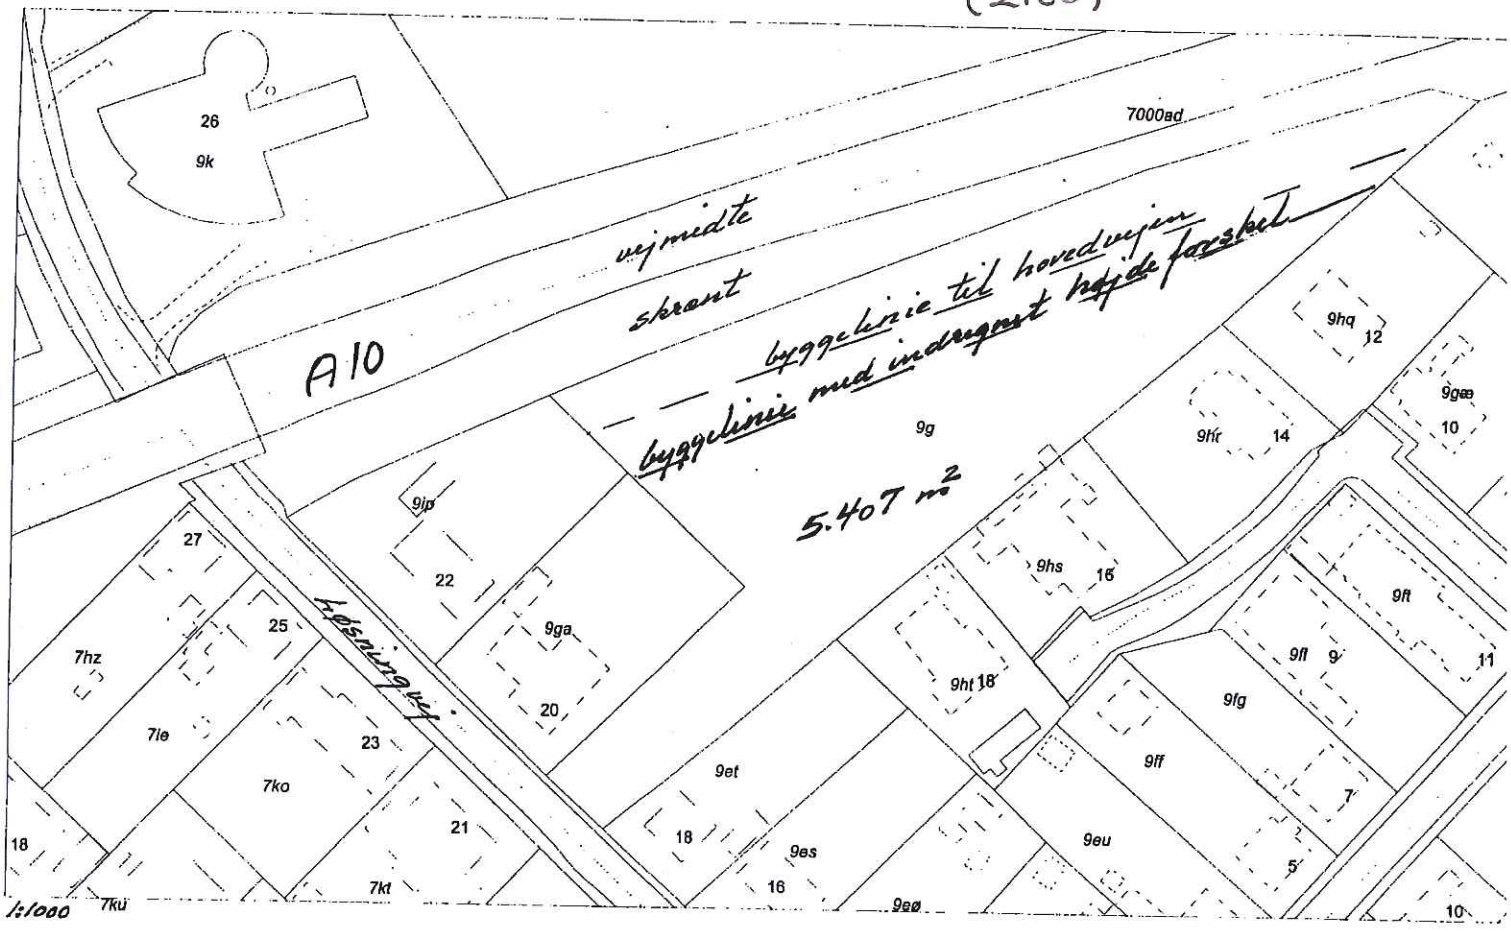 7000ad
26
9k
vejmidte
skrænt
A10
byggelinie til hovedvejen
byggelinie med indregnet højde forskel
9g
5.407 m²
9hq
12
9gæ
10
9hr
14
9ip
22
27
9hs
16
9ft
11
25
Løsningvej
9ga
20
7hz
9ht 18
9fl 9
9fg
7ie
23
9et
9ff
7ko
7
18
21
18
9es
9eu
5
7kt
16
9eø
10
1:1000
7ku